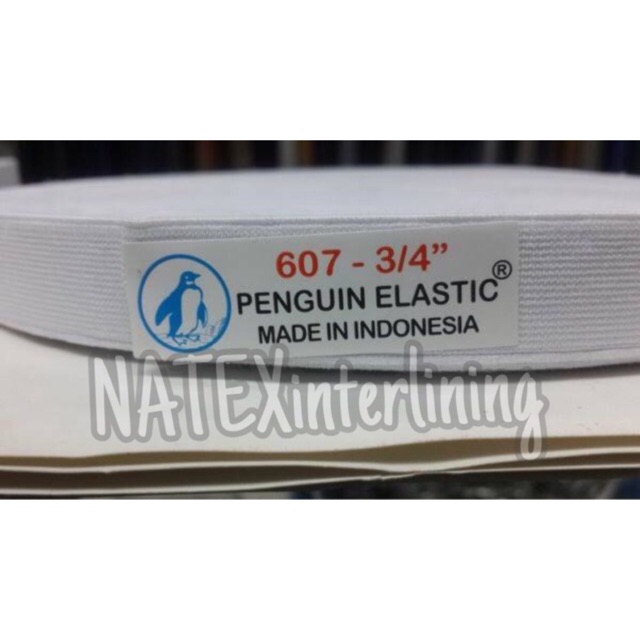 607 - 3/4"
PENGUIN ELASTIC®
MADE IN INDONESIA
NATEXinterlining